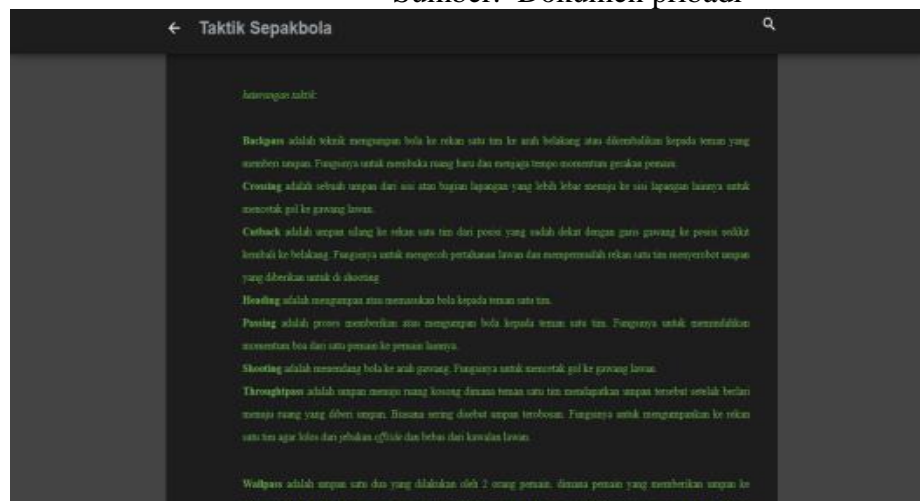 Sumber: Dokumen pribadi
Taktik Sepakbola
keterangan taktik:
Backpass adalah teknik mengumpan bola ke rekan satu tim ke arah belakang atau dikembalikan kepada teman yang
memberi umpan. Fungsinya untuk membuka ruang baru dan menjaga tempo momentum gerakan pemain.
Crossing adalah sebuah umpan dari sisi atau bagian lapangan yang lebih lebar menuju ke sisi lapangan lainnya untuk
mencetak gol ke gawang lawan.
Cutback adalah umpan silang ke rekan satu tim dari posisi yang sudah dekat dengan garis gawang ke posisi sedikit
kembali ke belakang. Fungsinya untuk mengecoh pertahanan lawan dan mempermudah rekan satu tim menyerobot umpan
yang diberikan untuk di shooting
Heading adalah mengumpan atau memasukan bola kepada teman satu tim.
Passing adalah proses memberikan atau mengumpan bola kepada teman satu tim. Fungsinya untuk memindahkan
momentum boa dari satu pemain ke pemain lainnya.
Shooting adalah menendang bola ke arah gawang. Fungsinya untuk mencetak gol ke gawang lawan.
Throughtpass adalah umpan menuju ruang kosong dimana teman satu tim mendapatkan umpan tersebut setelah berlari
menuju ruang yang diberi umpan. Biasana sering disebut umpan terobosan. Fungsinya untuk mengumpankan ke rekan
satu tim agar lolos dari jebakan offside dan bebas dari kawalan lawan.
Wallpass adalah umpan satu dua yang dilakukan oleh 2 orang pemain, dimana pemain yang memberikan umpan ke